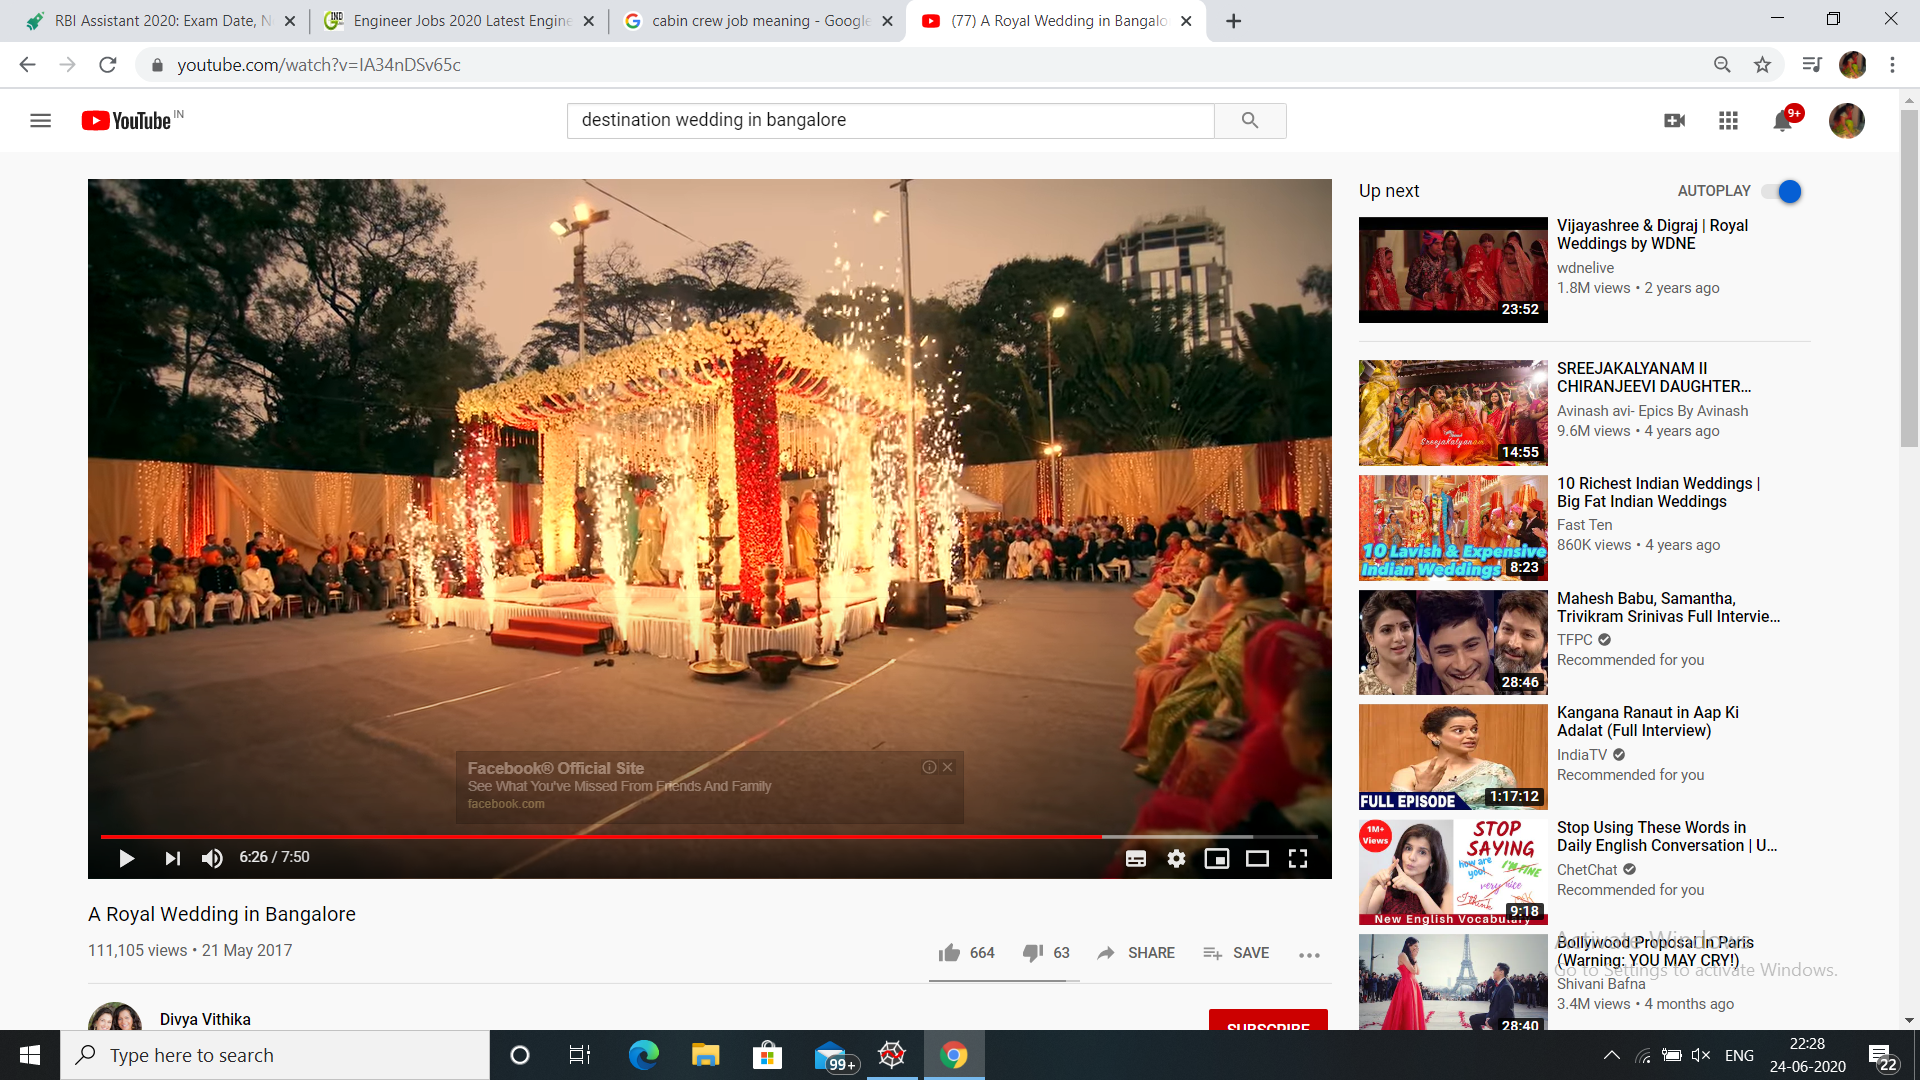 RBI Assistant 2020: Exam Date, N
Engineer Jobs 2020 Latest Engine
cabin crew job meaning - Google
(77) A Royal Wedding in Bangalo
youtube.com/watch?v=IA34nDSv65c
YouTube IN
destination wedding in bangalore
9+
Up next
AUTOPLAY
Vijayashree & Digraj | Royal
Weddings by WDNE
wdnelive
1.8M views • 2 years ago
23:52
SREEJAKALYANAM II
CHIRANJEEVI DAUGHTER...
Avinash avi- Epics By Avinash
9.6M views • 4 years ago
Sreejakalyanam
14:55
10 Richest Indian Weddings |
Big Fat Indian Weddings
Fast Ten
860K views • 4 years ago
10 Lavish & Expensive
Indian Weddings
8:23
Mahesh Babu, Samantha,
Trivikram Srinivas Full Intervie...
TFPC
Recommended for you
28:46
Kangana Ranaut in Aap Ki
Adalat (Full Interview)
IndiaTV
Recommended for you
FULL EPISODE
1:17:12
Stop Using These Words in
Daily English Conversation | U...
ChetChat
Recommended for you
1M+
Views
STOP
SAYING
how are
you?
I'm FINE
very nice
I think
New English Vocabulary
9:18
Bollywood Proposal In Paris
(Warning: YOU MAY CRY!)
Shivani Bafna
3.4M views • 4 months ago
28:40
Activate Windows
Go to Settings to activate Windows.
Facebook® Official Site
See What You've Missed From Friends And Family
facebook.com
6:26 / 7:50
A Royal Wedding in Bangalore
111,105 views • 21 May 2017
664
63
SHARE
SAVE
Divya Vithika
SUBSCRIBE
Type here to search
99+
ENG
22:28
24-06-2020
22